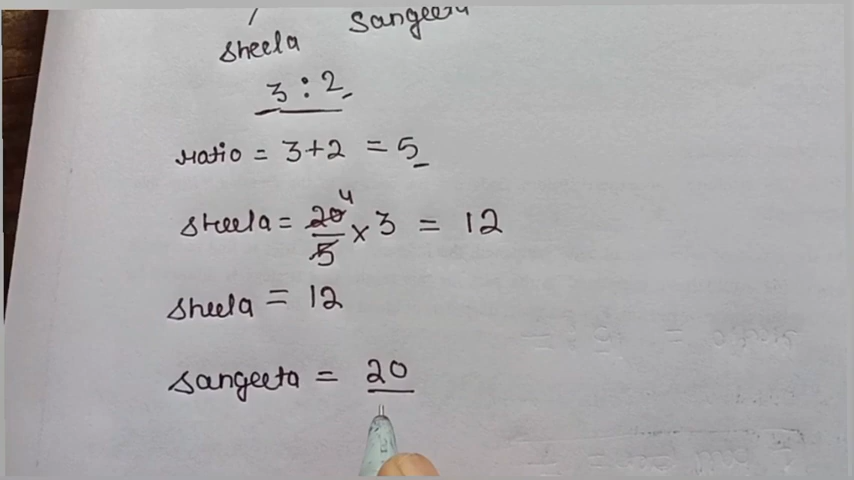 Sheela Sangeeta
3 : 2
ratio = 3+2 = 5
Sheela = 20/5 4 × 3 = 12
Sheela = 12
Sangeeta = 20